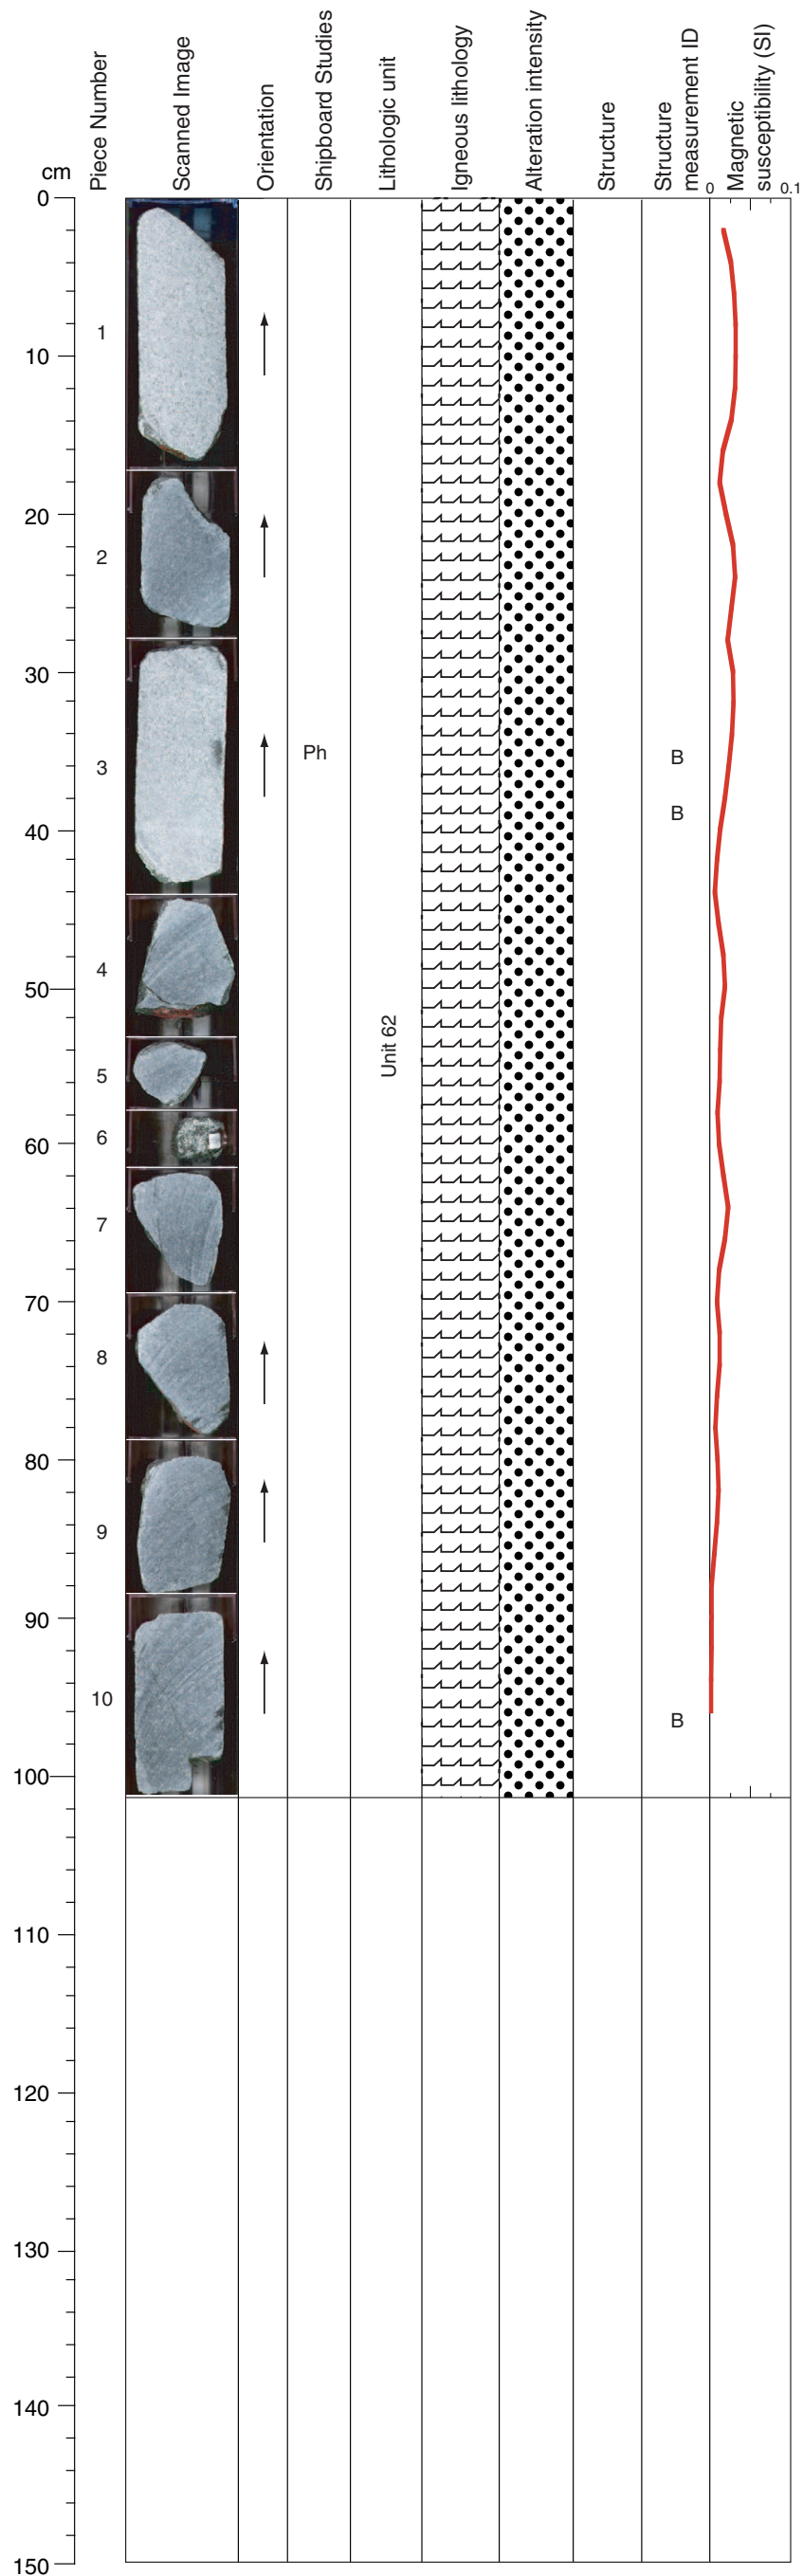 cm
Piece Number
Scanned Image
Orientation
Shipboard Studies
Lithologic unit
Igneous lithology
Alteration intensity
Structure
Structure
measurement ID
Magnetic
susceptibility (SI)
0
0.1
0
1
10
2
20
30
3
Ph
B
B
40
4
50
Unit 62
5
6
60
7
70
8
80
9
90
10
B
100
110
120
130
140
150